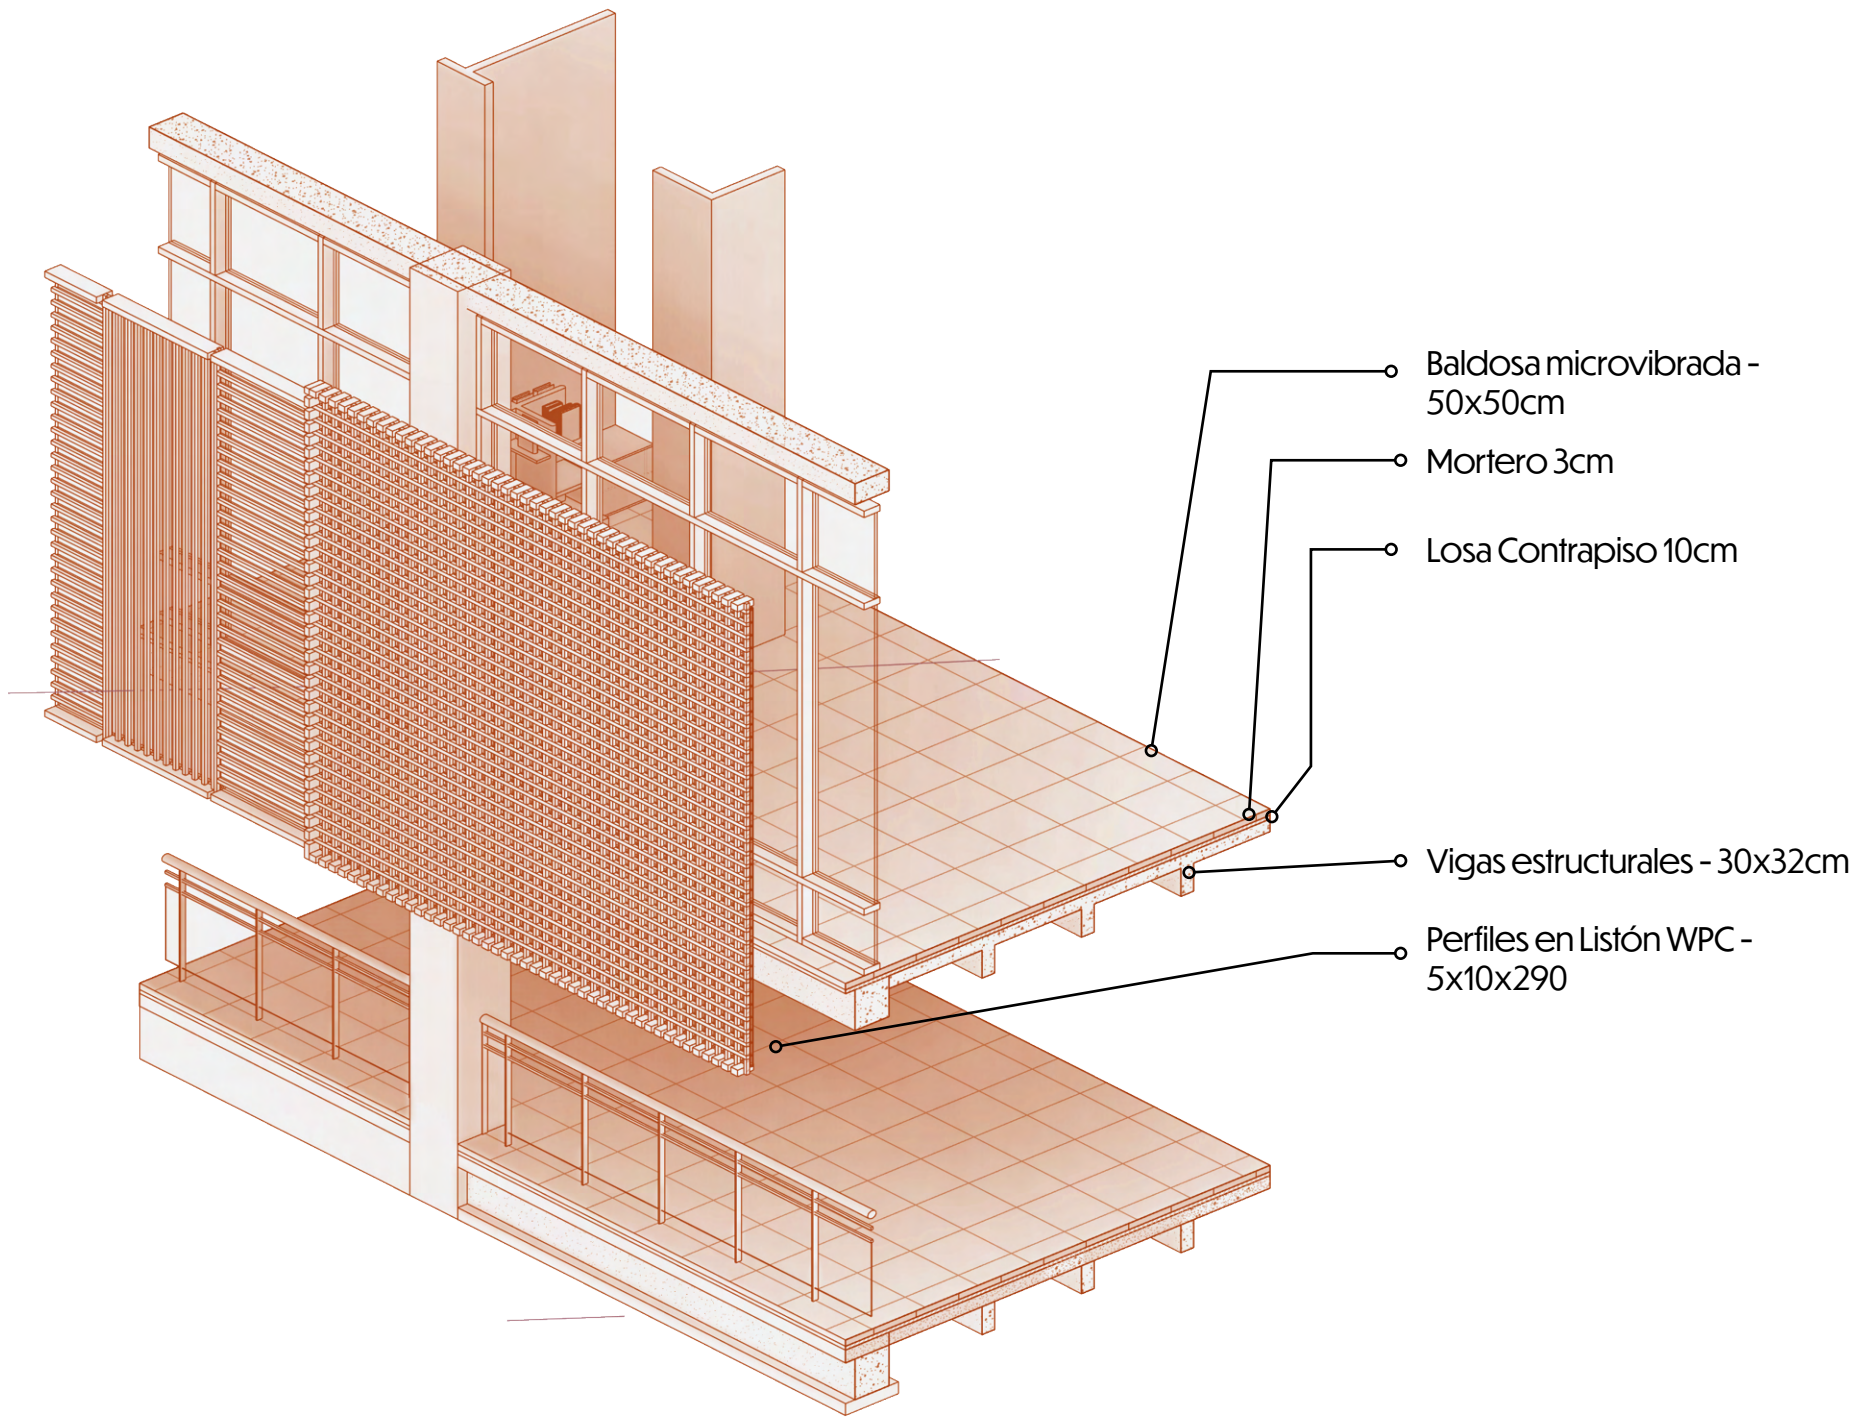 Baldosa microvibrada -
50x50cm
Mortero 3cm
Losa Contrapiso 10cm
Vigas estructurales - 30x32cm
Perfiles en Listón WPC -
5x10x290